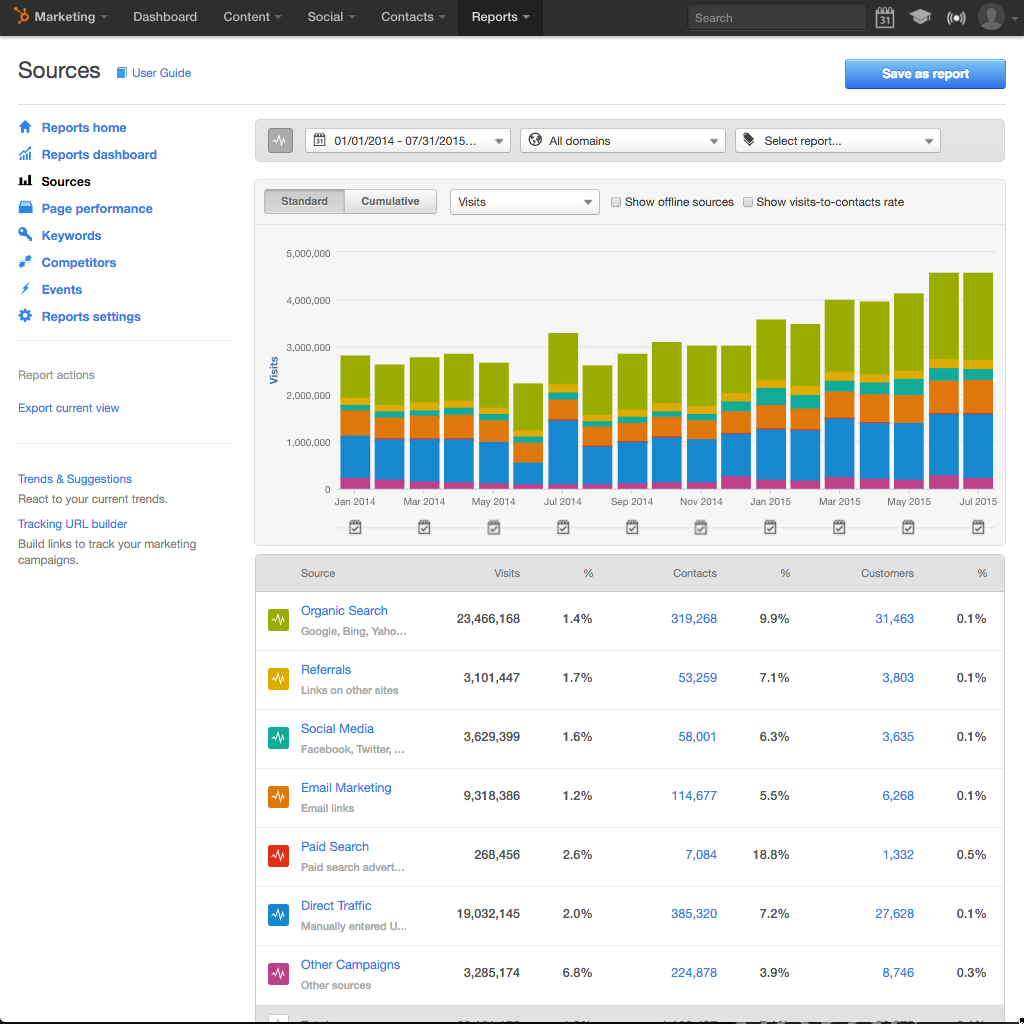 Marketing Dashboard Content Social Contacts Reports Search 31
Sources User Guide Save as report
Reports home
Reports dashboard
Sources
Page performance
Keywords
Competitors
Events
Reports settings
Report actions
Export current view
Trends & Suggestions
React to your current trends.
Tracking URL builder
Build links to track your marketing
campaigns.
31 01/01/2014 - 07/31/2015... All domains Select report...
Standard Cumulative Visits Show offline sources Show visits-to-contacts rate
5,000,000
4,000,000
3,000,000
2,000,000
1,000,000
0
Visits
Jan 2014 Mar 2014 May 2014 Jul 2014 Sep 2014 Nov 2014 Jan 2015 Mar 2015 May 2015 Jul 2015
Source Visits % Contacts % Customers %
Organic Search 23,466,168 1.4% 319,268 9.9% 31,463 0.1%
Google, Bing, Yaho...
Referrals 3,101,447 1.7% 53,259 7.1% 3,803 0.1%
Links on other sites
Social Media 3,629,399 1.6% 58,001 6.3% 3,635 0.1%
Facebook, Twitter, ...
Email Marketing 9,318,386 1.2% 114,677 5.5% 6,268 0.1%
Email links
Paid Search 268,456 2.6% 7,084 18.8% 1,332 0.5%
Paid search advert...
Direct Traffic 19,032,145 2.0% 385,320 7.2% 27,628 0.1%
Manually entered U...
Other Campaigns 3,285,174 6.8% 224,878 3.9% 8,746 0.3%
Other sources